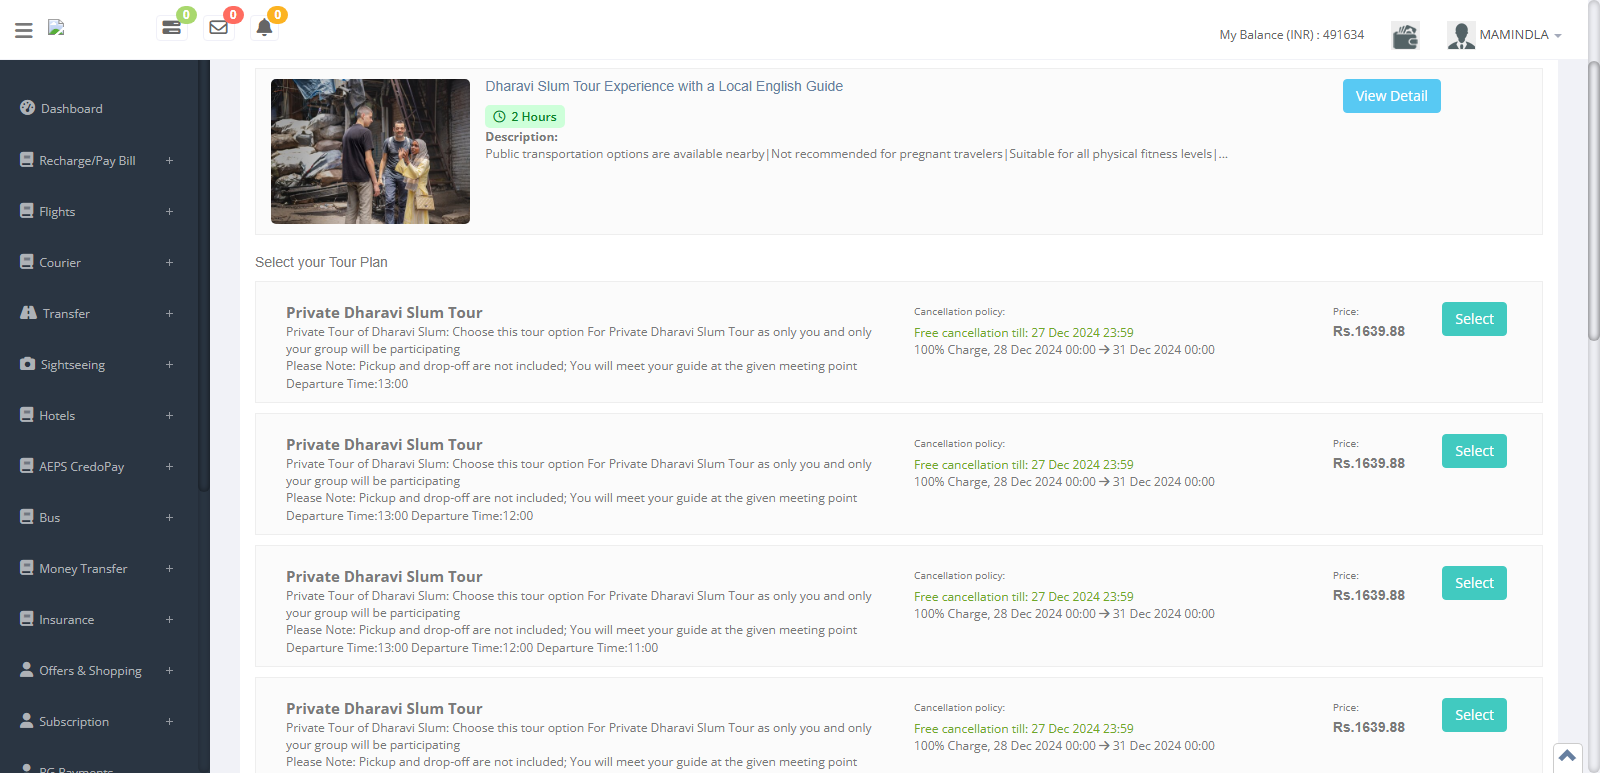 0
0
0
My Balance (INR) : 491634
MAMINDLA
Dashboard
Recharge/Pay Bill +
Flights +
Courier +
Transfer +
Sightseeing +
Hotels +
AEPS CredoPay +
Bus +
Money Transfer +
Insurance +
Offers & Shopping +
Subscription +
PG Payments
Dharavi Slum Tour Experience with a Local English Guide
View Detail
2 Hours
Description:
Public transportation options are available nearby|Not recommended for pregnant travelers|Suitable for all physical fitness levels|...
Select your Tour Plan
Private Dharavi Slum Tour
Private Tour of Dharavi Slum: Choose this tour option For Private Dharavi Slum Tour as only you and only
your group will be participating
Please Note: Pickup and drop-off are not included; You will meet your guide at the given meeting point
Departure Time:13:00
Cancellation policy:
Free cancellation till: 27 Dec 2024 23:59
100% Charge, 28 Dec 2024 00:00 → 31 Dec 2024 00:00
Price:
Rs.1639.88
Select
Private Dharavi Slum Tour
Private Tour of Dharavi Slum: Choose this tour option For Private Dharavi Slum Tour as only you and only
your group will be participating
Please Note: Pickup and drop-off are not included; You will meet your guide at the given meeting point
Departure Time:13:00 Departure Time:12:00
Cancellation policy:
Free cancellation till: 27 Dec 2024 23:59
100% Charge, 28 Dec 2024 00:00 → 31 Dec 2024 00:00
Price:
Rs.1639.88
Select
Private Dharavi Slum Tour
Private Tour of Dharavi Slum: Choose this tour option For Private Dharavi Slum Tour as only you and only
your group will be participating
Please Note: Pickup and drop-off are not included; You will meet your guide at the given meeting point
Departure Time:13:00 Departure Time:12:00 Departure Time:11:00
Cancellation policy:
Free cancellation till: 27 Dec 2024 23:59
100% Charge, 28 Dec 2024 00:00 → 31 Dec 2024 00:00
Price:
Rs.1639.88
Select
Private Dharavi Slum Tour
Private Tour of Dharavi Slum: Choose this tour option For Private Dharavi Slum Tour as only you and only
your group will be participating
Please Note: Pickup and drop-off are not included; You will meet your guide at the given meeting point
Cancellation policy:
Free cancellation till: 27 Dec 2024 23:59
100% Charge, 28 Dec 2024 00:00 → 31 Dec 2024 00:00
Price:
Rs.1639.88
Select